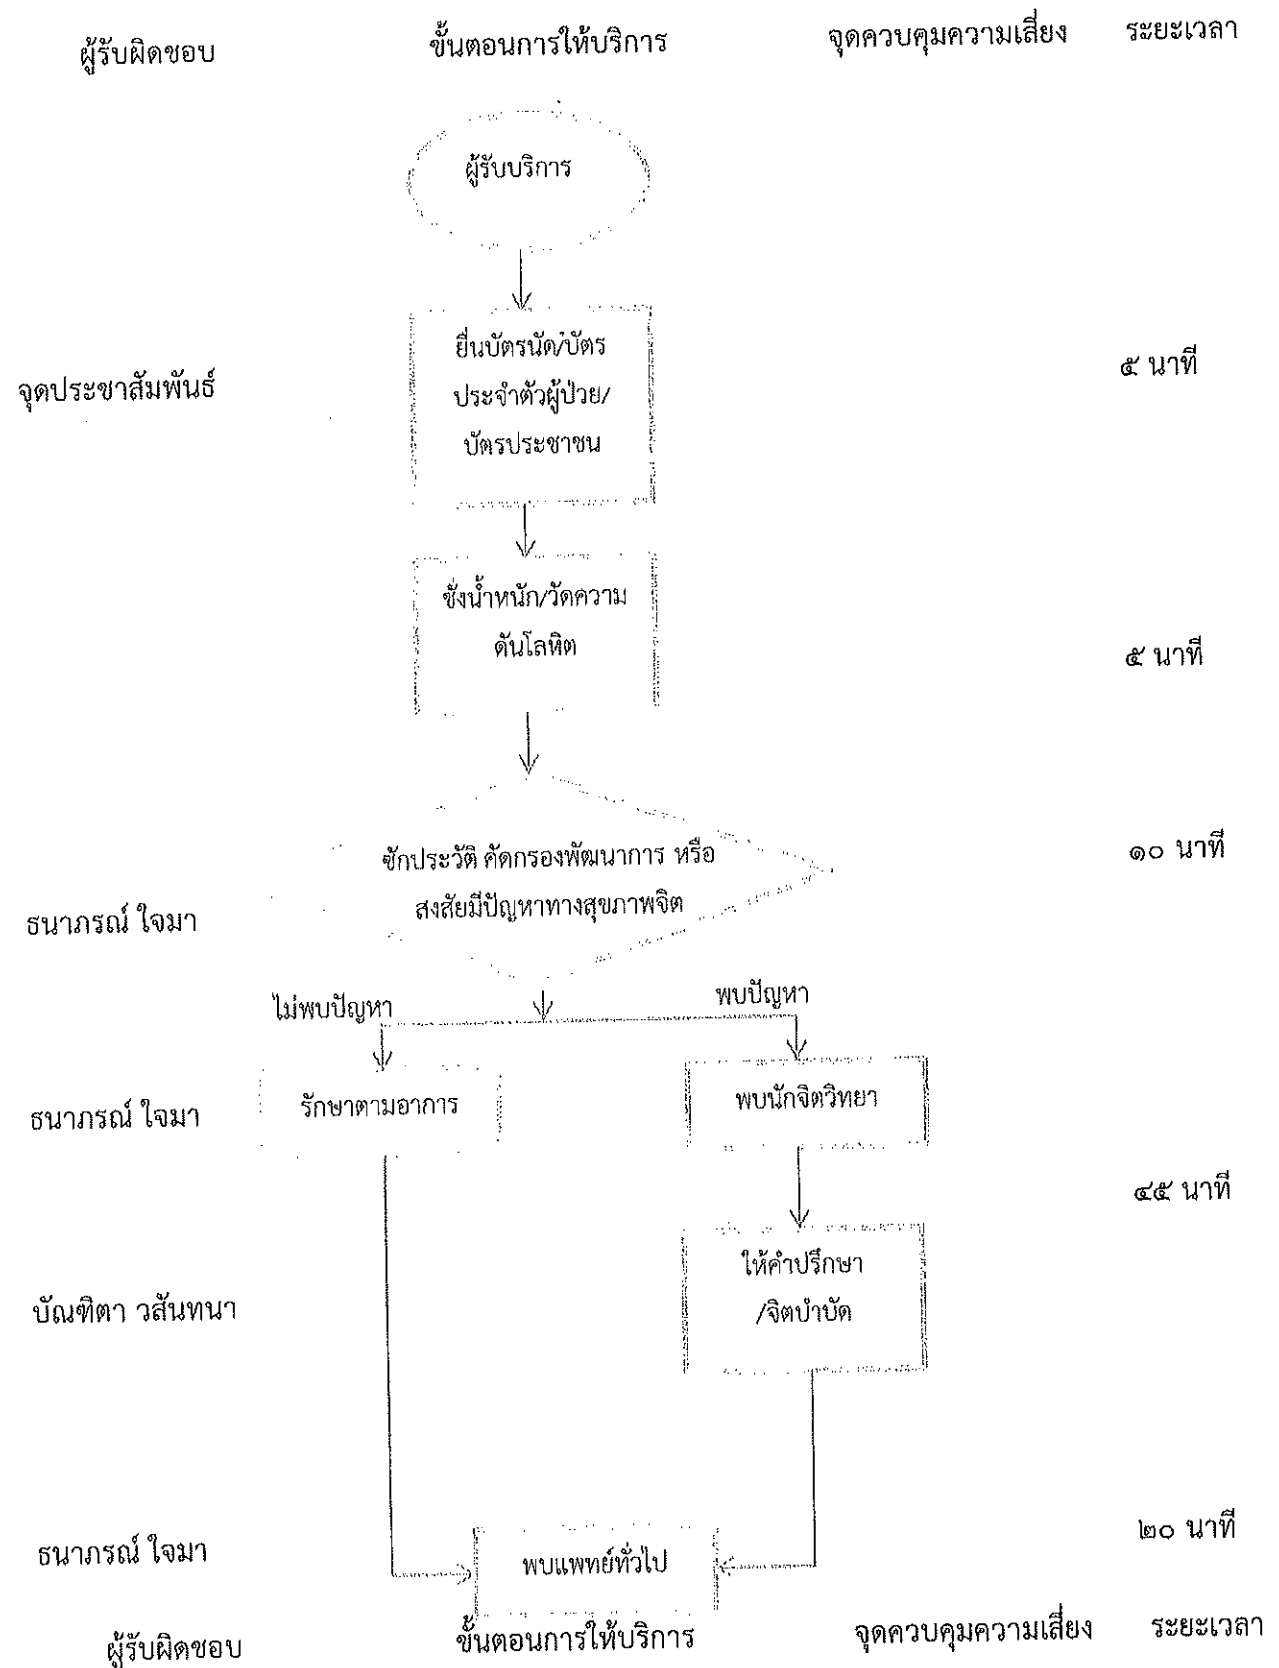 ผู้รับผิดชอบ ขั้นตอนการให้บริการ จุดควบคุมความเสี่ยง ระยะเวลา
ผู้รับบริการ
ยื่นบัตรนัด/บัตร
ประจำตัวผู้ป่วย/
บัตรประชาชน
จุดประชาสัมพันธ์
๕ นาที
ชั่งน้ำหนัก/วัดความ
ดันโลหิต
๕ นาที
ซักประวัติ คัดกรองพัฒนาการ หรือ
สงสัยมีปัญหาทางสุขภาพจิต
๑๐ นาที
ธนาภรณ์ ใจมา
ไม่พบปัญหา
พบปัญหา
ธนาภรณ์ ใจมา
รักษาตามอาการ
พบนักจิตวิทยา
๔๕ นาที
ให้คำปรึกษา
/จิตบำบัด
บัณฑิตา วสันทนา
๒๐ นาที
ธนาภรณ์ ใจมา
พบแพทย์ทั่วไป
ผู้รับผิดชอบ ขั้นตอนการให้บริการ จุดควบคุมความเสี่ยง ระยะเวลา